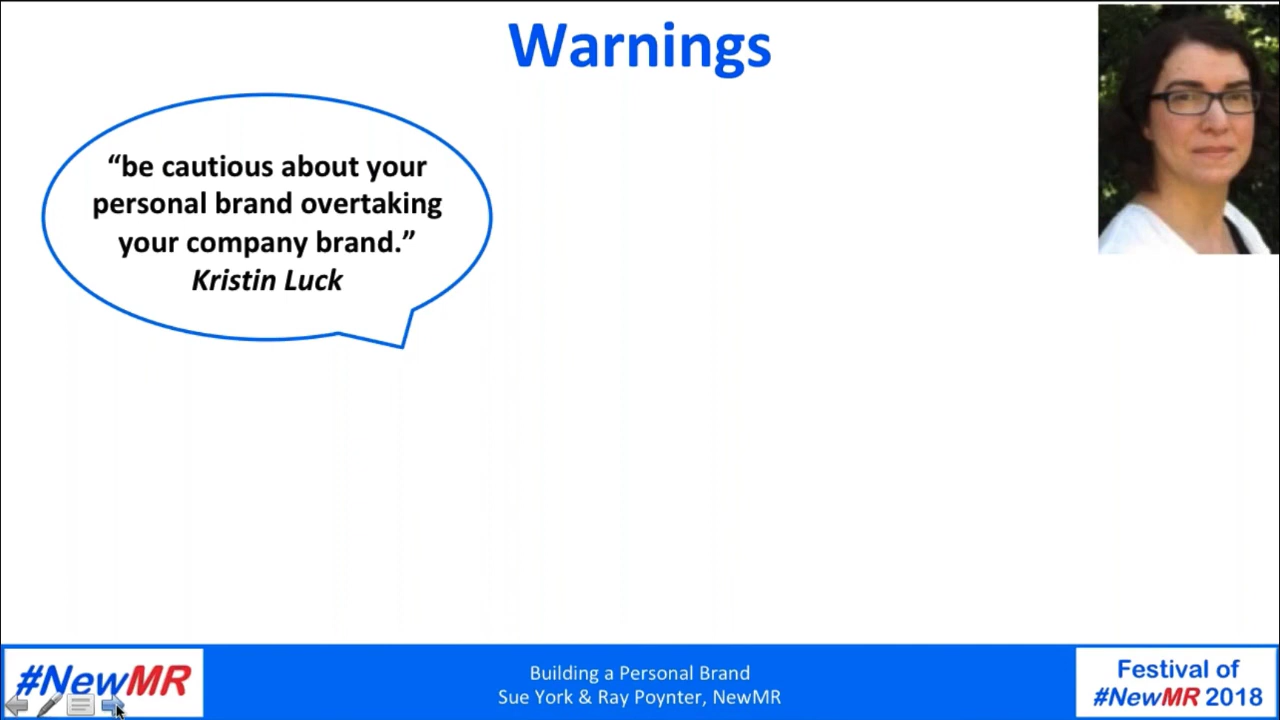 Warnings
“be cautious about your
personal brand overtaking
your company brand.”
Kristin Luck
#NewMR
Building a Personal Brand
Sue York & Ray Poynter, NewMR
Festival of
#NewMR 2018